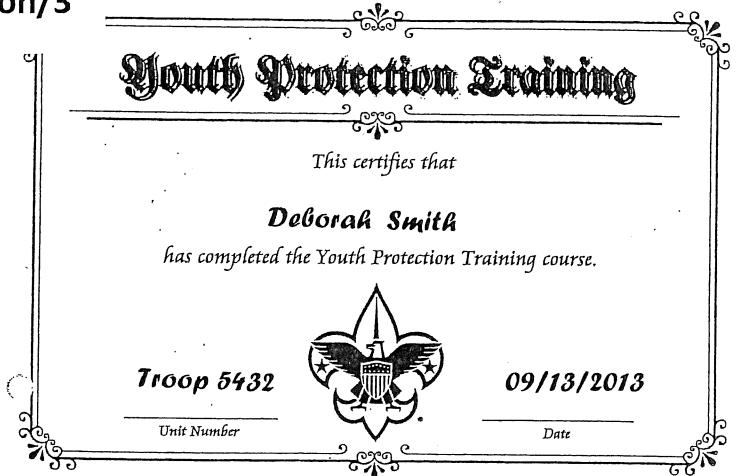 on/3
Youth Protection Training
This certifies that
Deborah Smith
has completed the Youth Protection Training course.
Troop 5432 09/13/2013
Unit Number Date